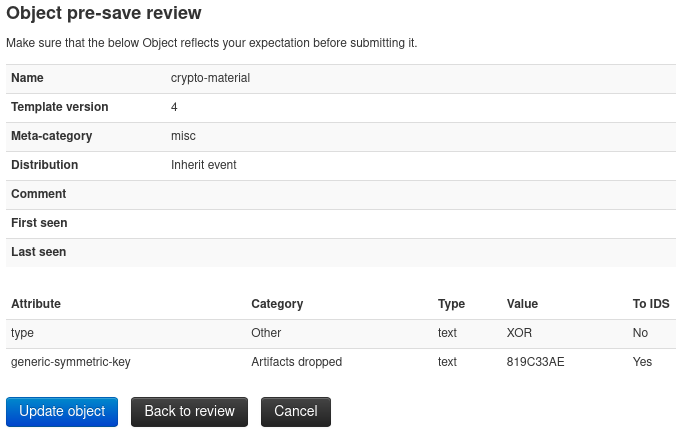 Object pre-save review
Make sure that the below Object reflects your expectation before submitting it.
Name crypto-material
Template version 4
Meta-category misc
Distribution Inherit event
Comment
First seen
Last seen
Attribute Category Type Value To IDS
type Other text XOR No
generic-symmetric-key Artifacts dropped text 819C33AE Yes
Update object Back to review Cancel